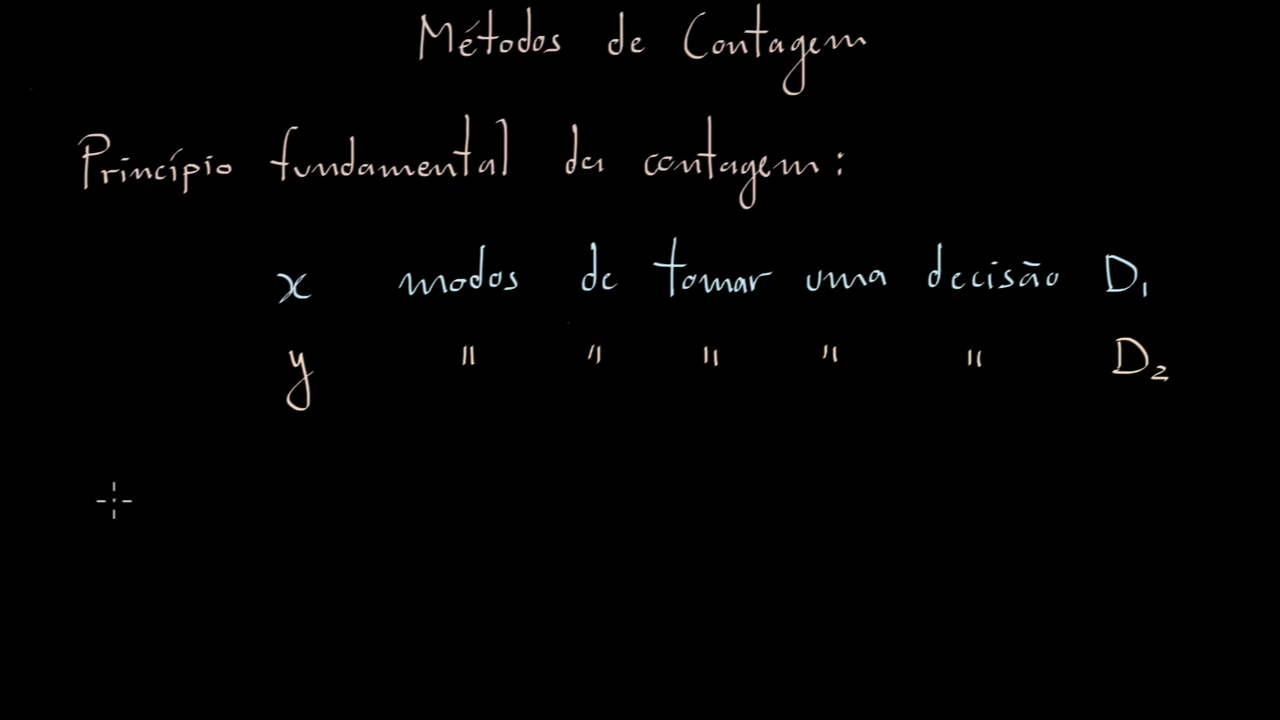 Métodos de Contagem
Princípio fundamental da contagem:
x modos de tomar uma decisão D₁
y " " " " " D₂